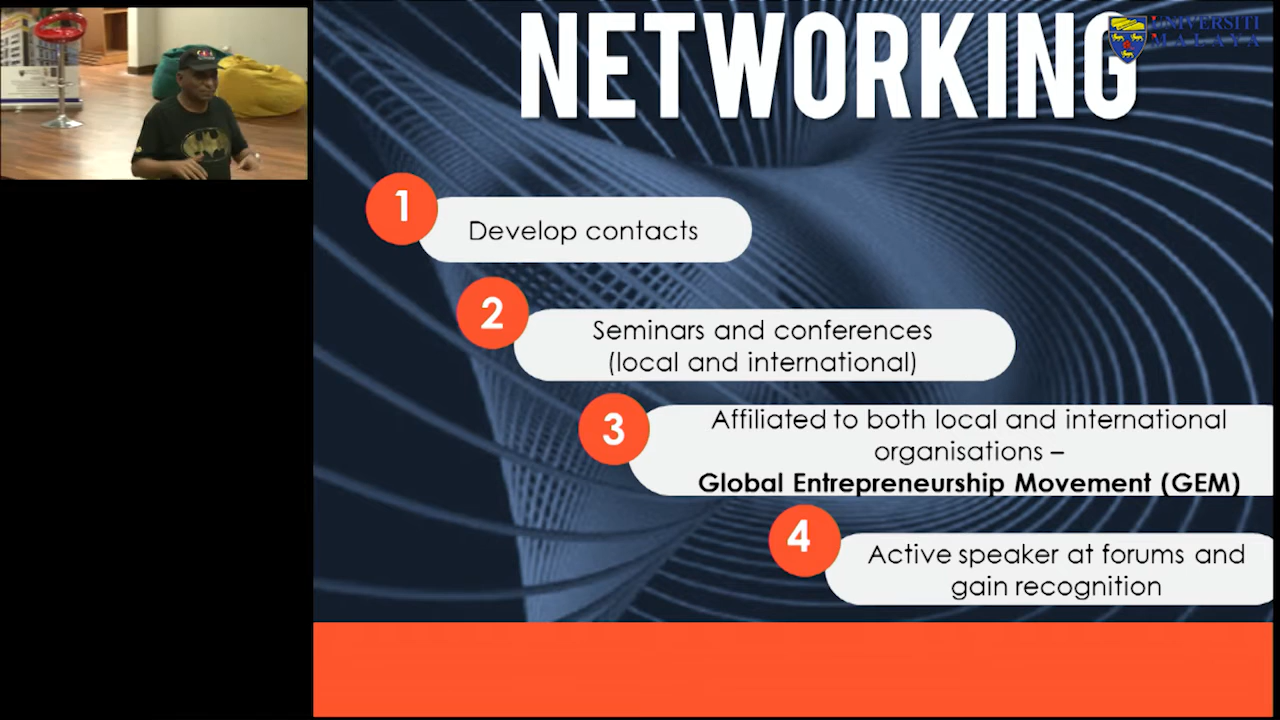 NETWORKING
UNIVERSITI
MALAYA
1
Develop contacts
2
Seminars and conferences
(local and international)
3
Affiliated to both local and international
organisations –
Global Entrepreneurship Movement (GEM)
4
Active speaker at forums and
gain recognition